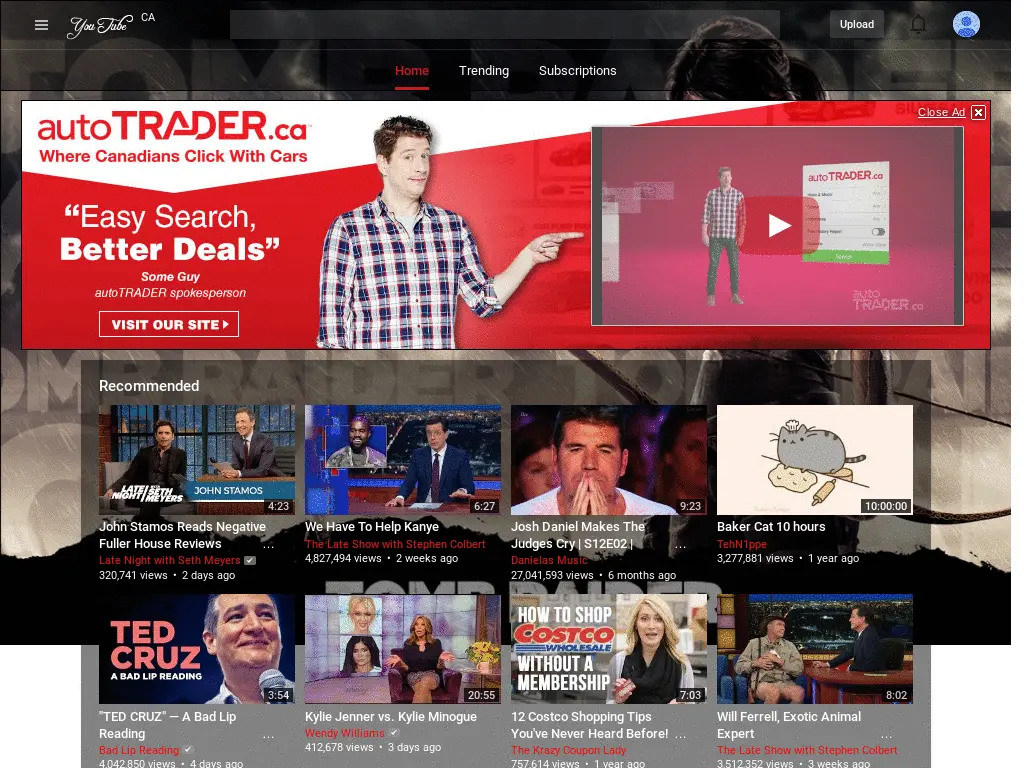 YouTube CA
Upload
Home Trending Subscriptions
autoTRADER.ca
Where Canadians Click With Cars
"Easy Search,
Better Deals"
Some Guy
autoTRADER spokesperson
VISIT OUR SITE
Close Ad
autoTRADER.ca
auto
TRADER.ca
TOMB RAIDER
Recommended
LATE NIGHT SETH MEYERS
JOHN STAMOS
4:23
6:27
9:23
10:00:00
John Stamos Reads Negative
Fuller House Reviews ...
Late Night with Seth Meyers
320,741 views • 2 days ago
We Have To Help Kanye
The Late Show with Stephen Colbert
4,827,494 views • 2 weeks ago
Josh Daniel Makes The
Judges Cry | S12E02 | ...
Danielas Music
27,041,593 views • 6 months ago
Baker Cat 10 hours
TehN1ppe
3,277,881 views • 1 year ago
TOMB RAIDER
TED
CRUZ
A BAD LIP READING
3:54
20:55
HOW TO SHOP
COSTCO
WHOLESALE
WITHOUT A
MEMBERSHIP
7:03
8:02
"TED CRUZ" — A Bad Lip
Reading ...
Bad Lip Reading
4,042,850 views • 4 days ago
Kylie Jenner vs. Kylie Minogue
Wendy Williams
412,678 views • 3 days ago
12 Costco Shopping Tips
You've Never Heard Before! ...
The Krazy Coupon Lady
757,614 views • 1 year ago
Will Ferrell, Exotic Animal
Expert ...
The Late Show with Stephen Colbert
3,512,352 views • 3 weeks ago